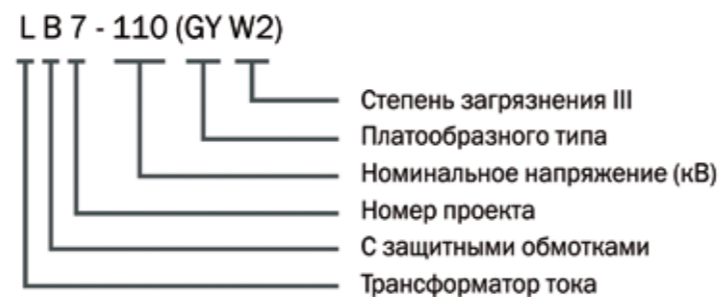 L B 7 - 110 (GY W2)
Степень загрязнения III
Платообразного типа
Номинальное напряжение (кВ)
Номер проекта
С защитными обмотками
Трансформатор тока